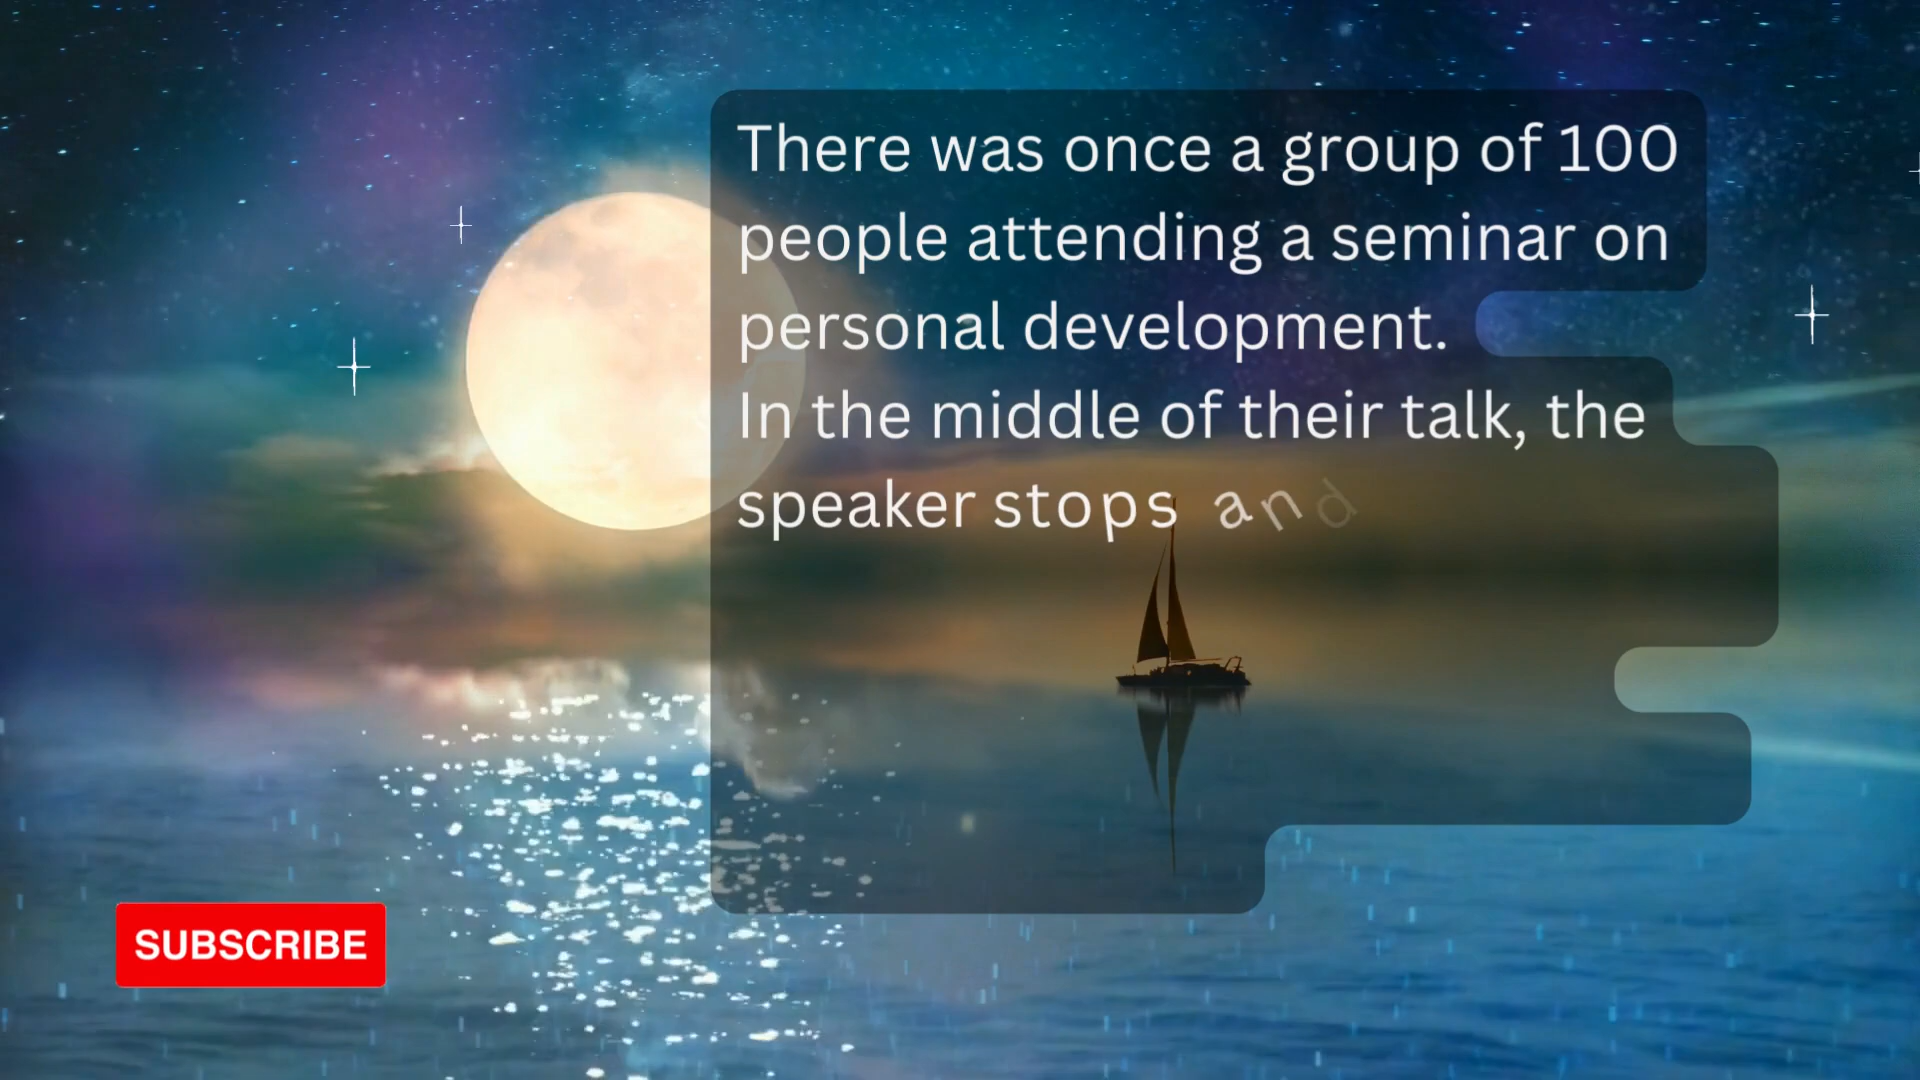 There was once a group of 100
people attending a seminar on
personal development.
In the middle of their talk, the
speaker stops and
SUBSCRIBE